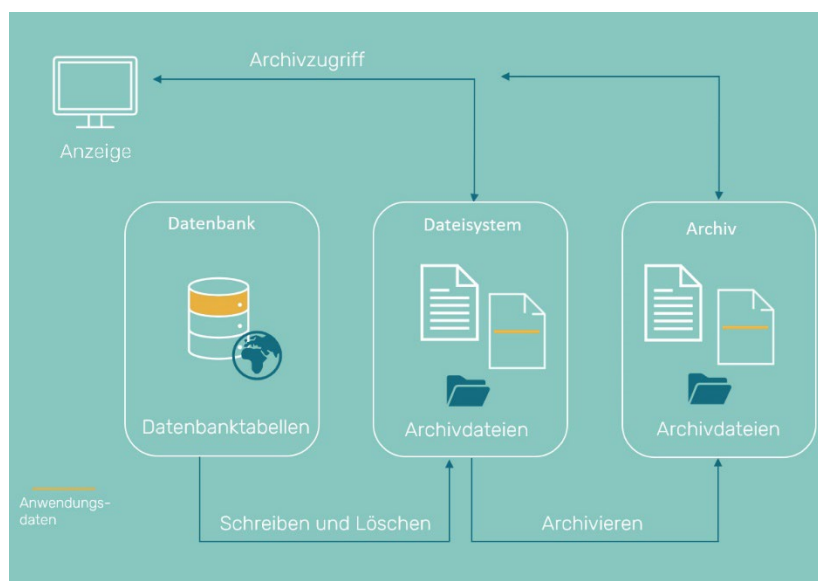 Archivzugriff
Anzeige
Datenbank
Dateisystem
Archiv
Datenbanktabellen
Archivdateien
Archivdateien
Anwendungs-
daten
Schreiben und Löschen
Archivieren